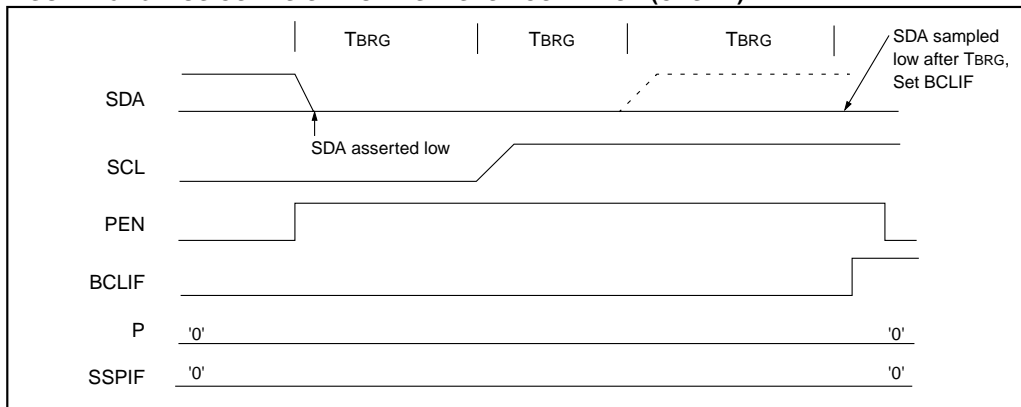 TBRG TBRG TBRG
SDA sampled
low after TBRG,
Set BCLIF
SDA
SDA asserted low
SCL
PEN
BCLIF
P '0' '0'
SSPIF '0' '0'